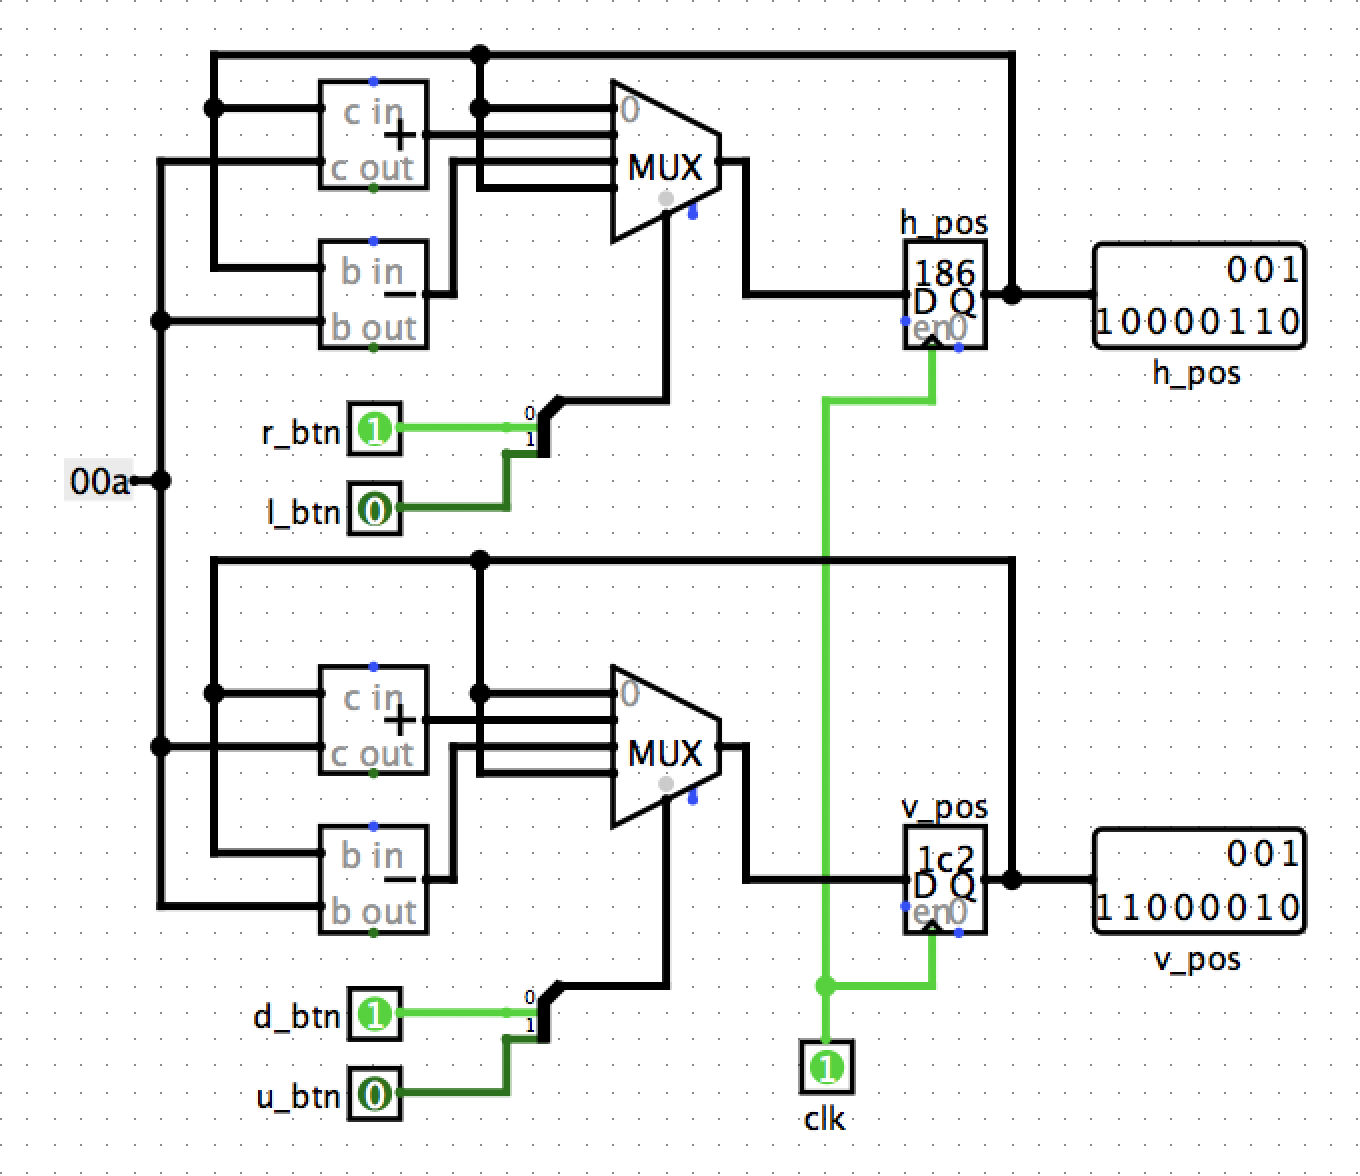 c in
+
c out
0
MUX
b in
—
b out
h_pos
186
D Q
en0
001
10000110
h_pos
r_btn
1
0
1
l_btn
0
00a
c in
+
c out
0
MUX
b in
—
b out
v_pos
1c2
D Q
en0
001
11000010
v_pos
d_btn
1
0
1
u_btn
0
1
clk